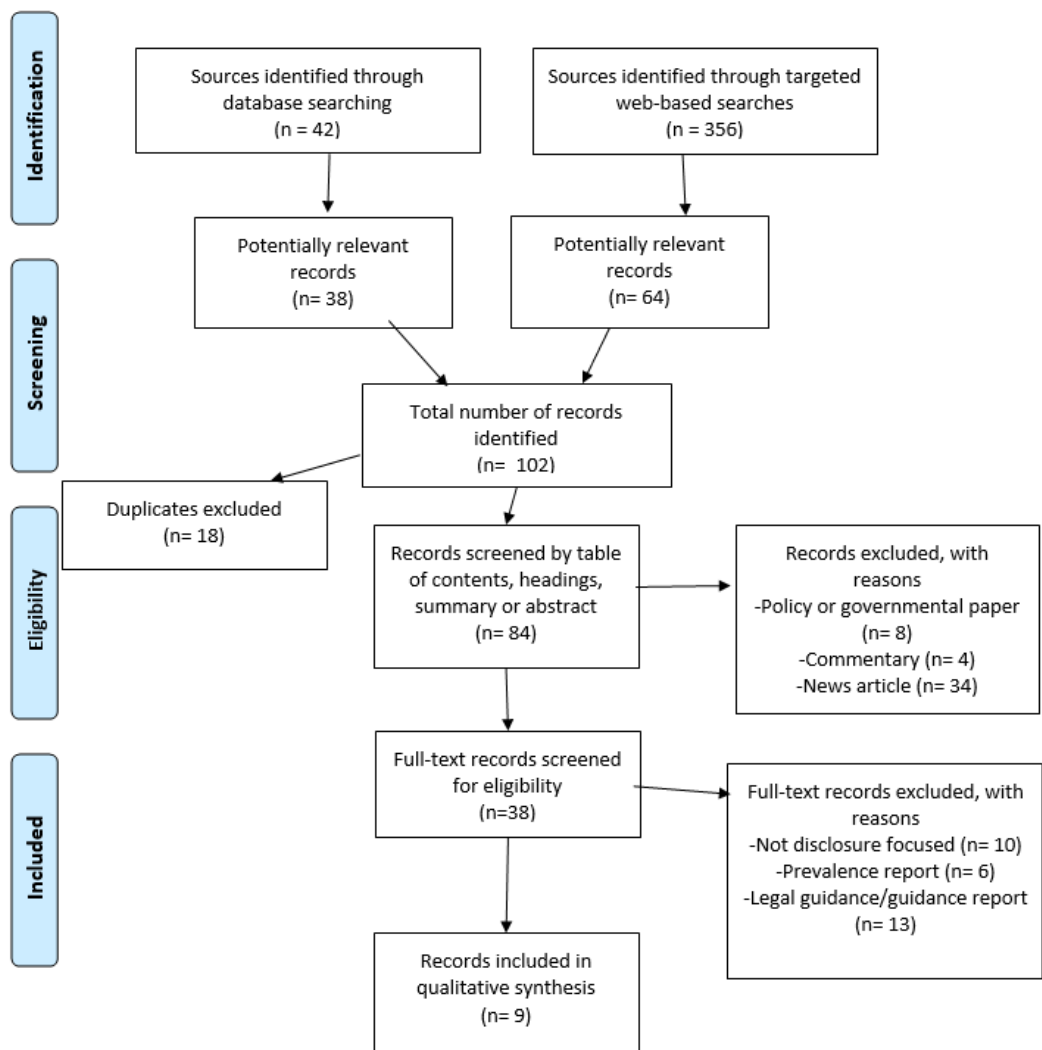 Identification
Sources identified through
database searching
(n = 42)
Sources identified through targeted
web-based searches
(n = 356)
Potentially relevant
records
(n= 38)
Potentially relevant
records
(n= 64)
Screening
Total number of records
identified
(n=  102)
Duplicates excluded
(n= 18)
Eligibility
Records screened by table
of contents, headings,
summary or abstract
(n= 84)
Records excluded, with
reasons
-Policy or governmental paper
(n= 8)
-Commentary (n= 4)
-News article (n= 34)
Included
Full-text records screened
for eligibility
(n=38)
Full-text records excluded, with
reasons
-Not disclosure focused (n= 10)
-Prevalence report (n= 6)
-Legal guidance/guidance report
(n= 13)
Records included in
qualitative synthesis
(n= 9)